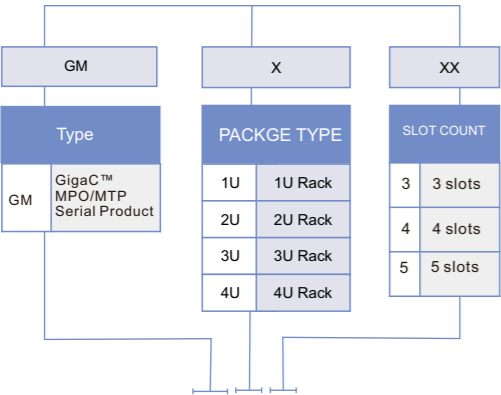 GM
X
XX
Type
GM
GigaC™
MPO/MTP
Serial Product
PACKGE TYPE
1U 1U Rack
2U 2U Rack
3U 3U Rack
4U 4U Rack
SLOT COUNT
3 3 slots
4 4 slots
5 5 slots